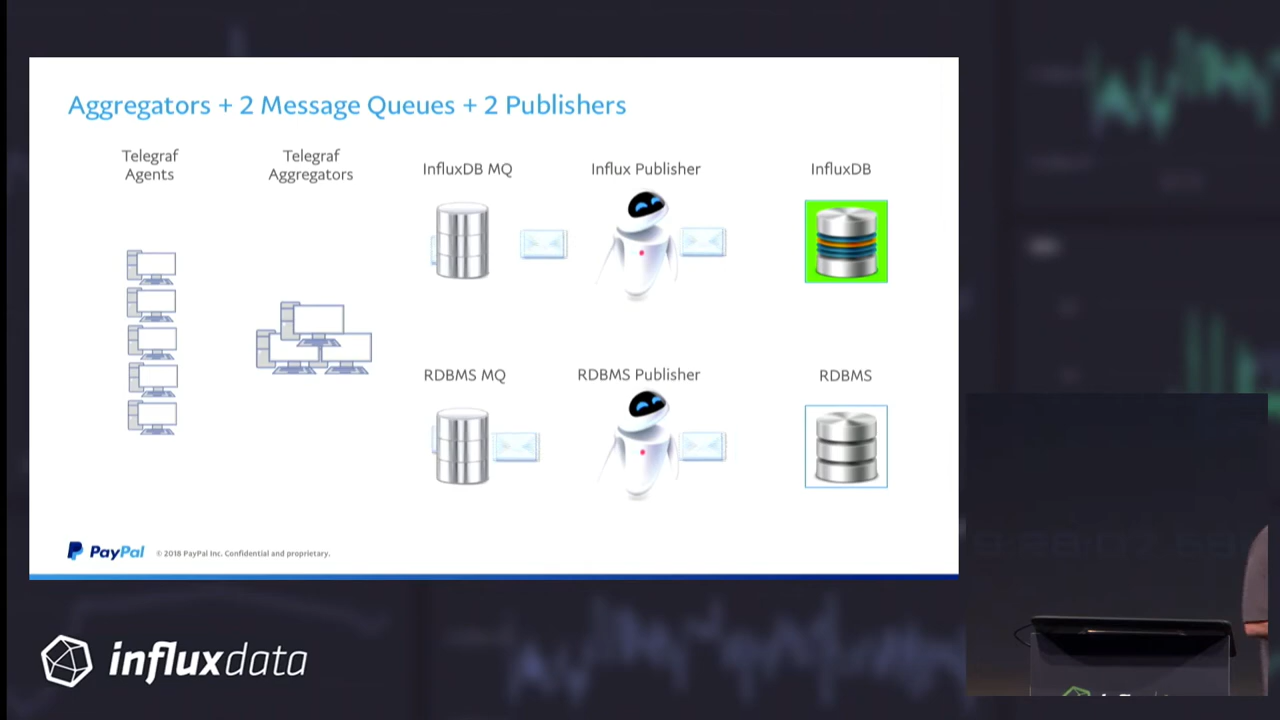 Aggregators + 2 Message Queues + 2 Publishers
Telegraf
Agents
Telegraf
Aggregators
InfluxDB MQ
Influx Publisher
InfluxDB
RDBMS MQ
RDBMS Publisher
RDBMS
PayPal
© 2018 PayPal Inc. Confidential and proprietary.
influxdata